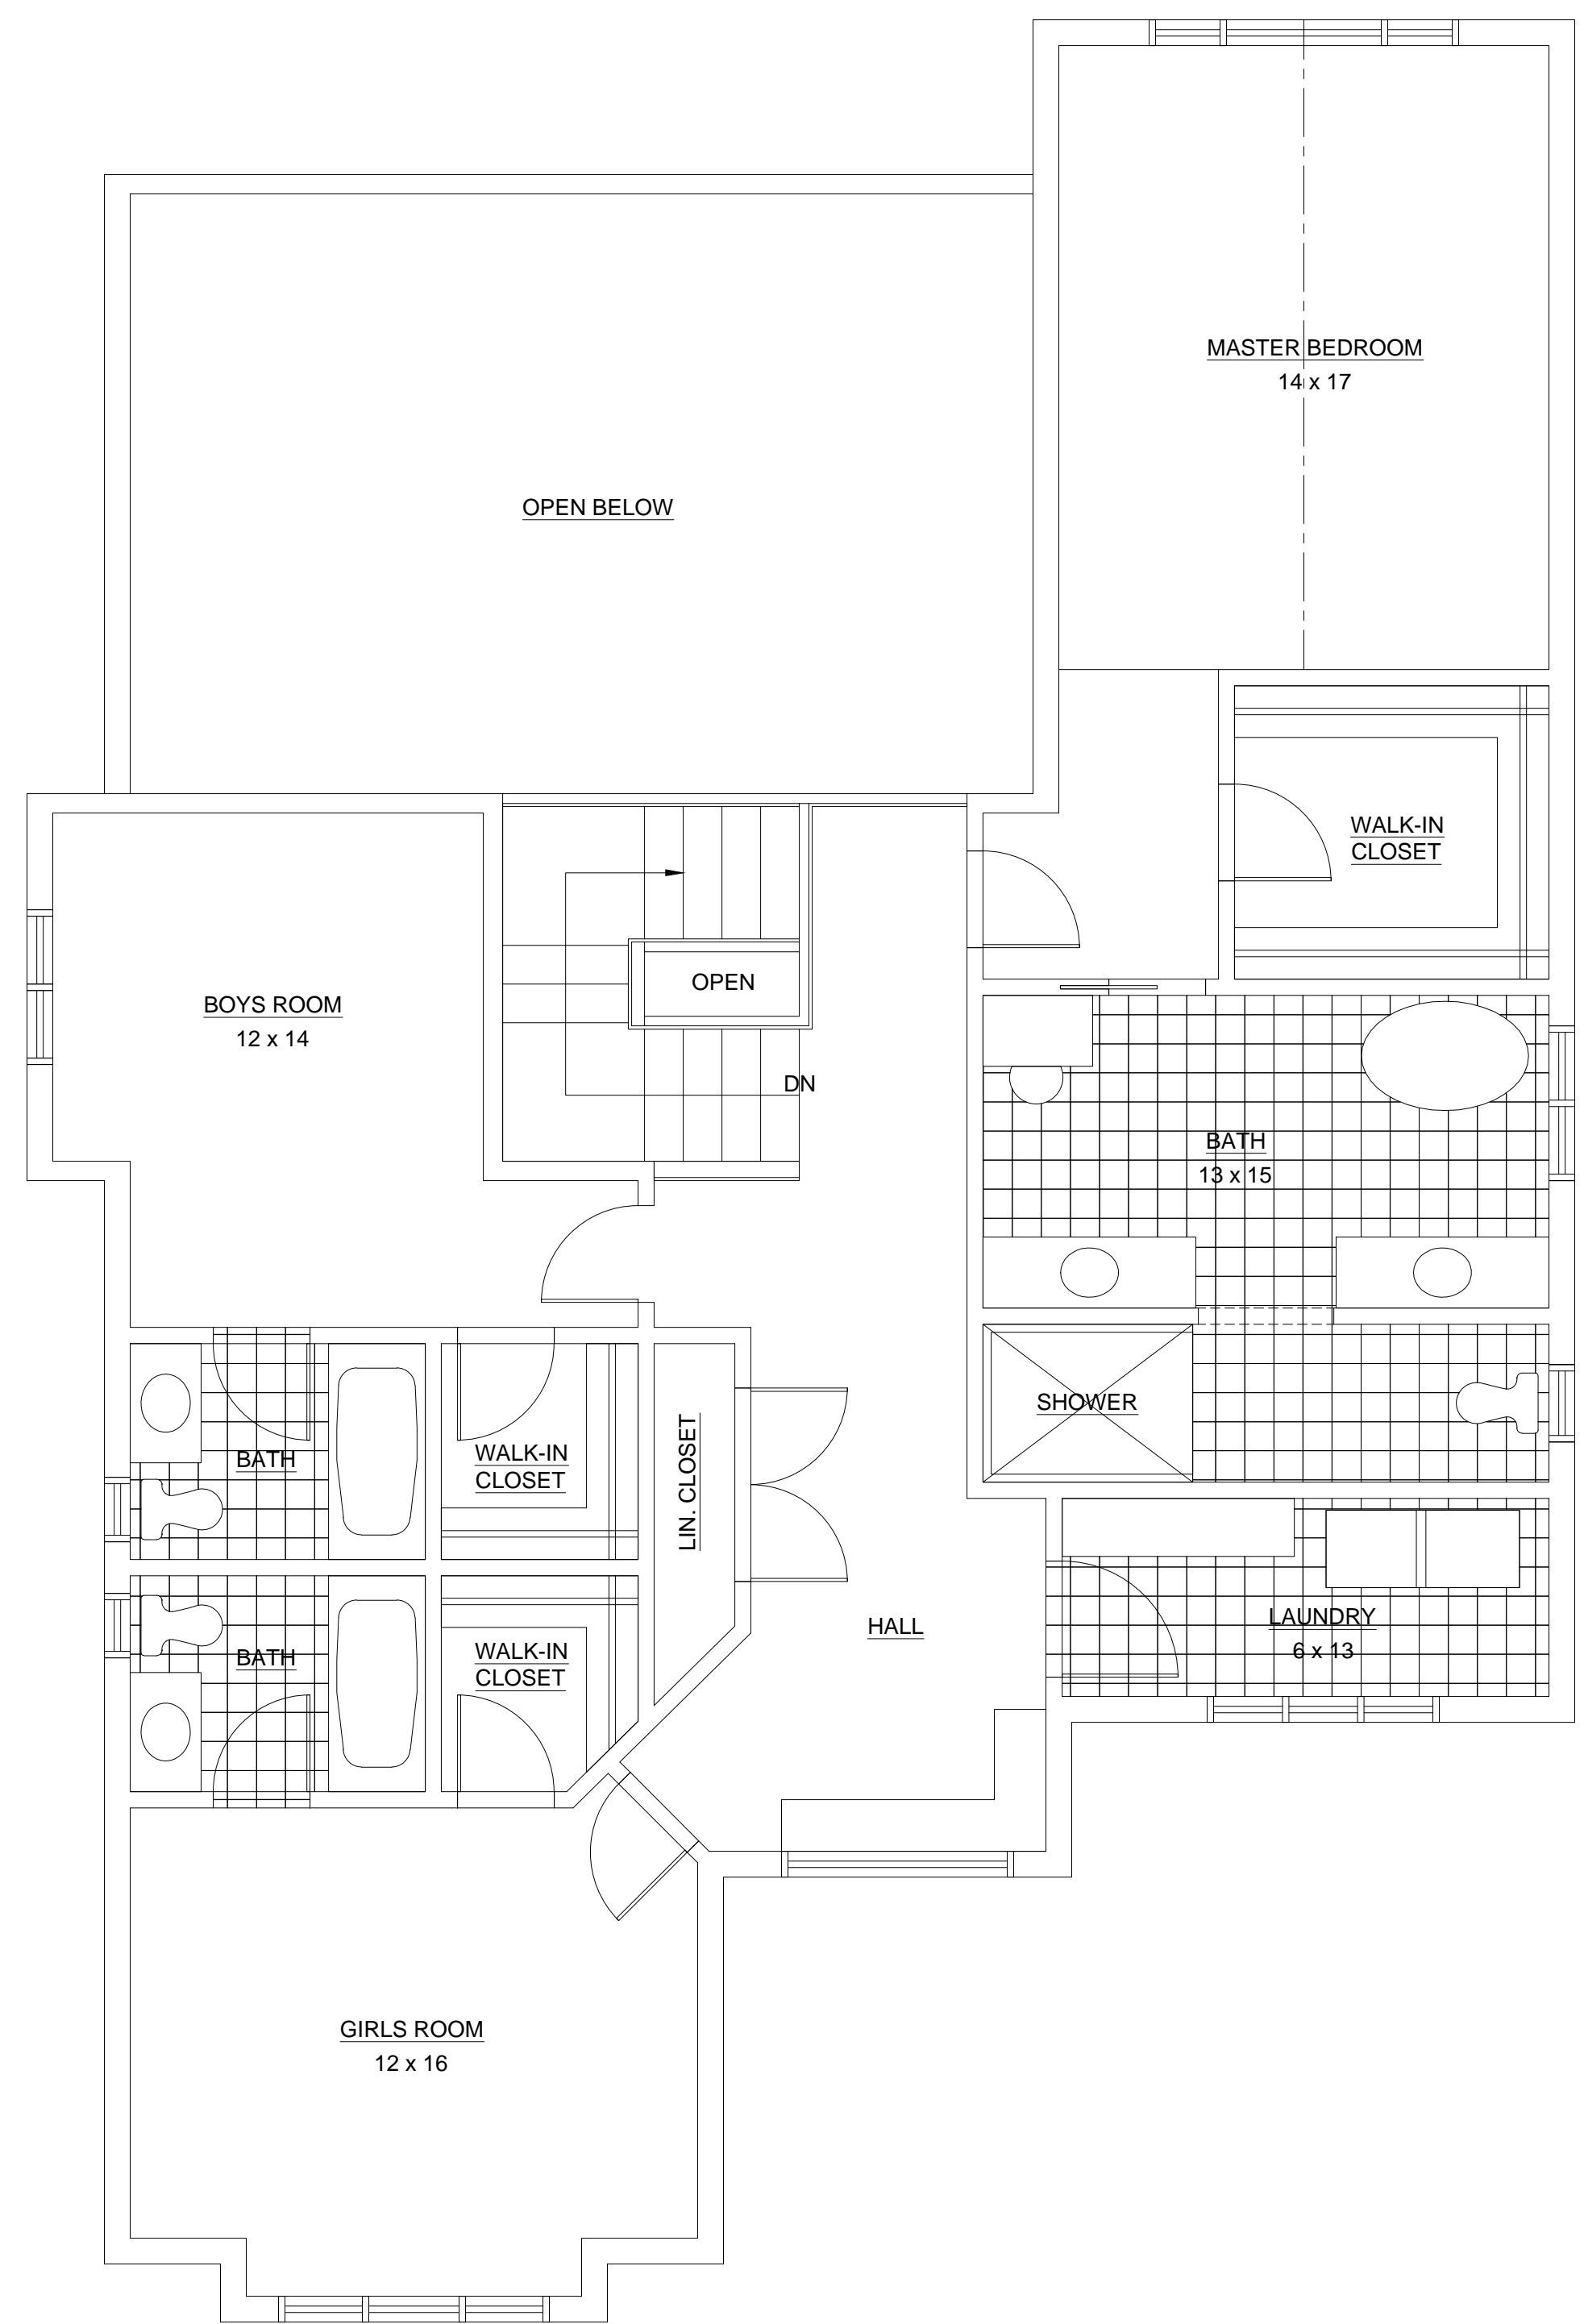 MASTER BEDROOM
14 x 17
OPEN BELOW
WALK-IN
CLOSET
OPEN
BOYS ROOM
12 x 14
DN
BATH
13 x 15
SHOWER
BATH
WALK-IN
CLOSET
LIN. CLOSET
HALL
LAUNDRY
6 x 13
BATH
WALK-IN
CLOSET
GIRLS ROOM
12 x 16